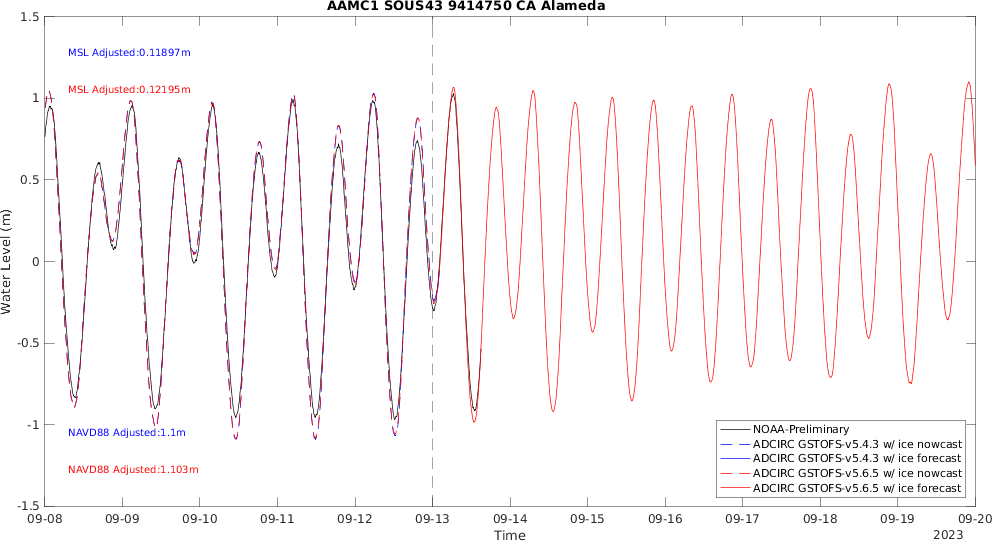 AAMC1 SOUS43 9414750 CA Alameda
1.5
MSL Adjusted:0.11897m
MSL Adjusted:0.12195m
1
0.5
Water Level (m)
0
-0.5
-1
NAVD88 Adjusted:1.1m
NAVD88 Adjusted:1.103m
NOAA-Preliminary
ADCIRC GSTOFS-v5.4.3 w/ ice nowcast
ADCIRC GSTOFS-v5.4.3 w/ ice forecast
ADCIRC GSTOFS-v5.6.5 w/ ice nowcast
ADCIRC GSTOFS-v5.6.5 w/ ice forecast
-1.5
09-08 09-09 09-10 09-11 09-12 09-13 09-14 09-15 09-16 09-17 09-18 09-19 09-20
Time
2023